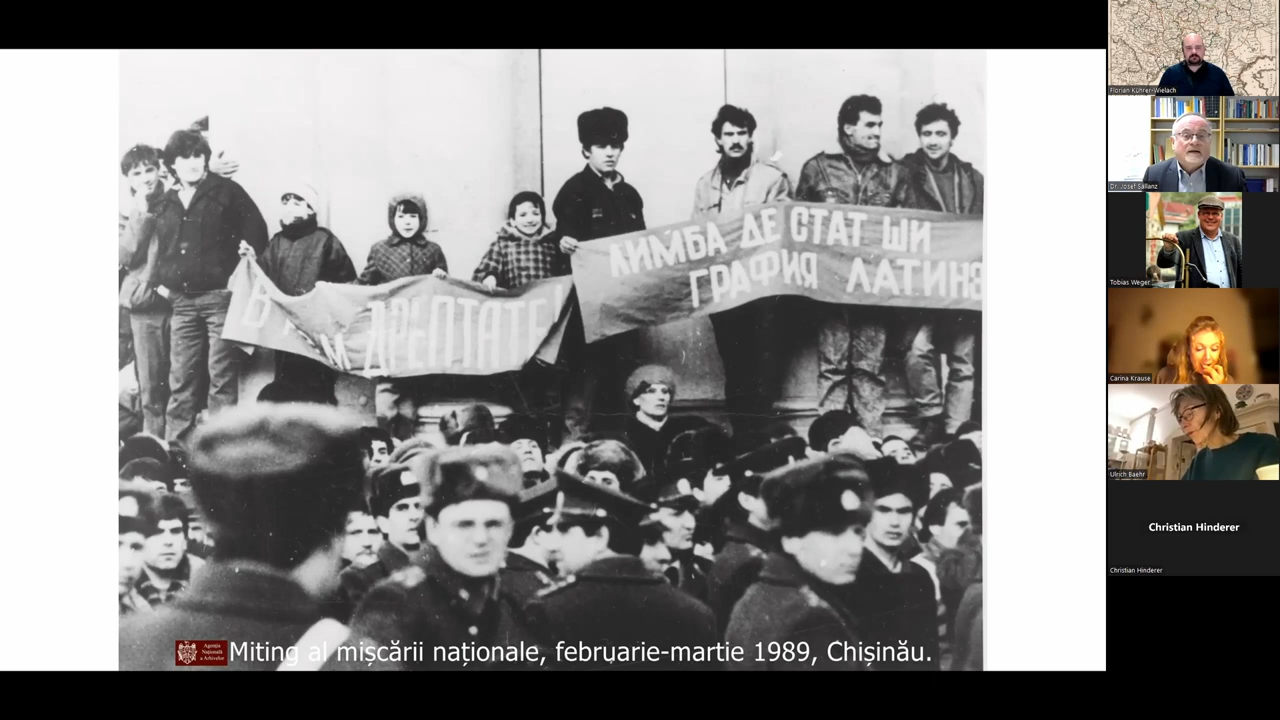 ДРЕПТАТЕ!
ЛИМБА ДЕ СТАТ ШИ
ГРАФИЯ ЛАТИНЭ
Agenția
Națională
a Arhivelor
Miting al mișcării naționale, februarie-martie 1989, Chișinău.
Florian Kührer-Wielach
Dr. Josef Sallanz
Tobias Weger
Carina Krause
Ulrich Baehr
Christian Hinderer
Christian Hinderer